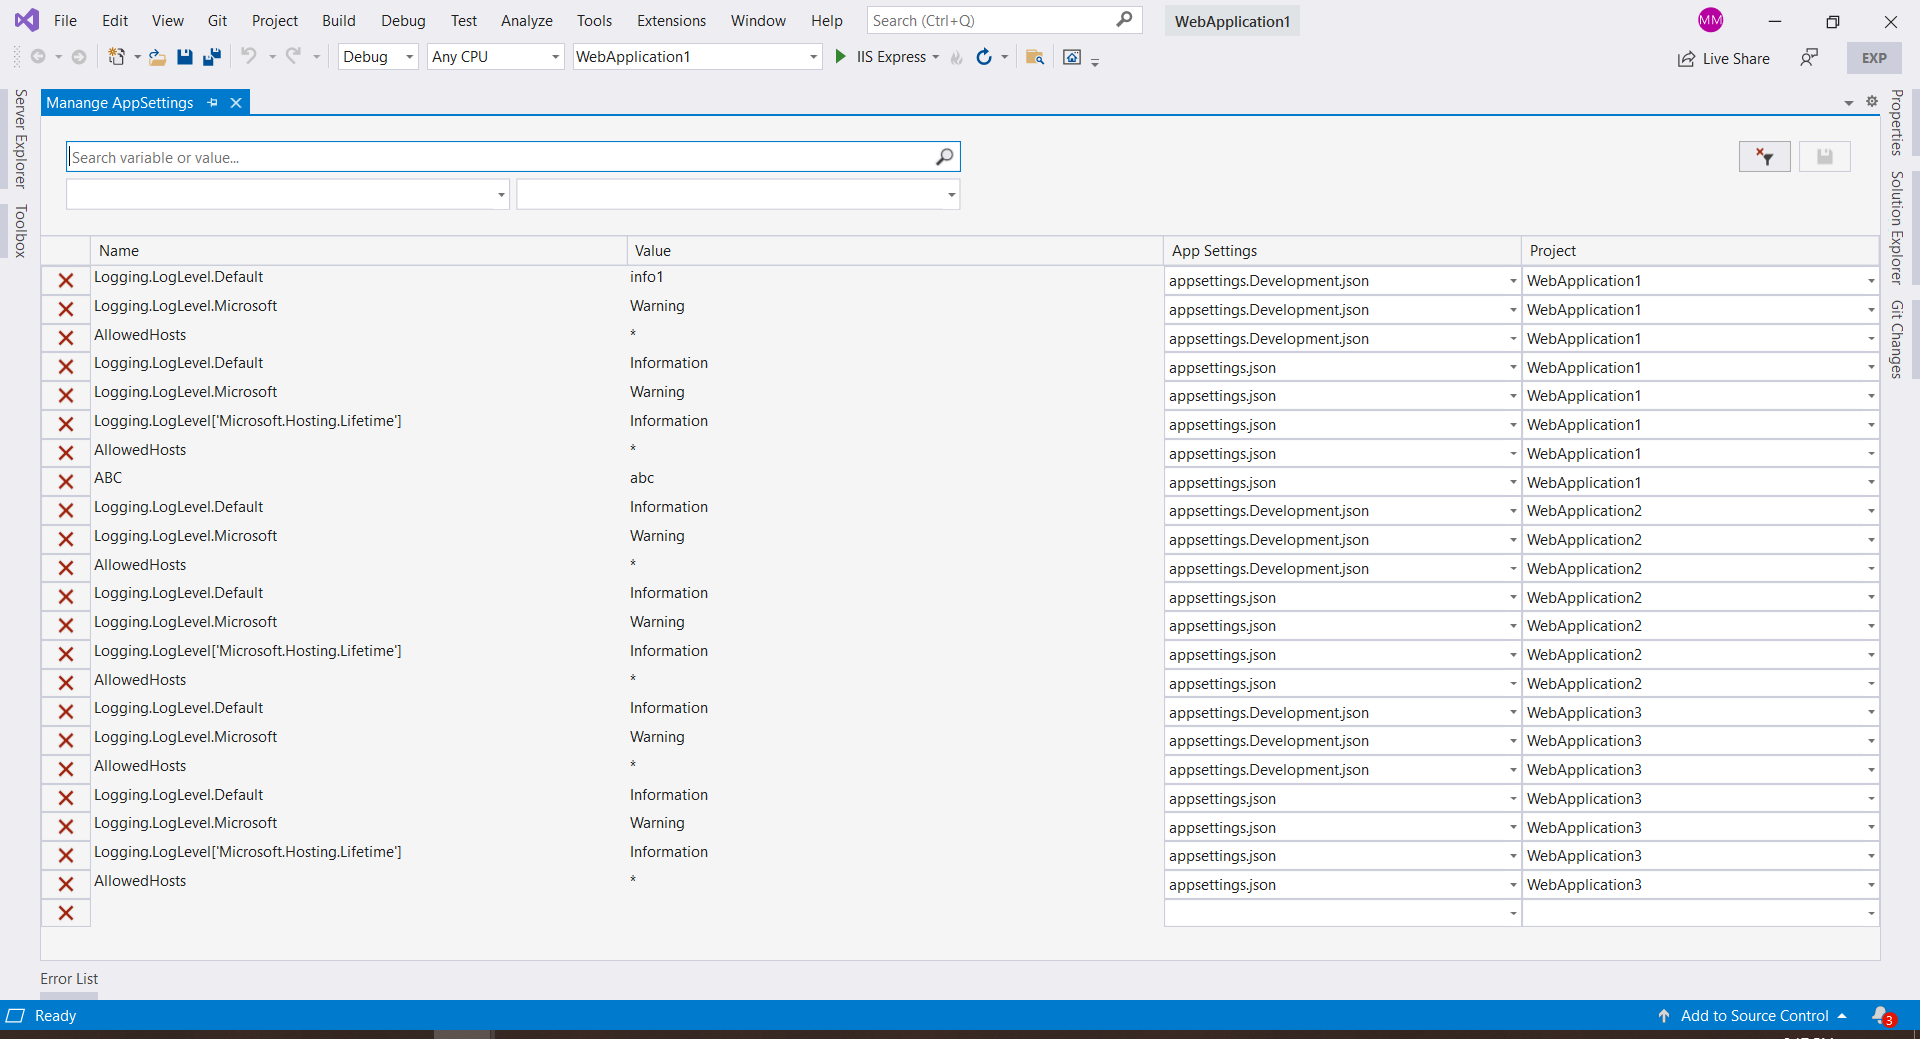 File Edit View Git Project Build Debug Test Analyze Tools Extensions Window Help Search (Ctrl+Q) WebApplication1 MM
Debug Any CPU WebApplication1 IIS Express Live Share EXP
Server Explorer
Toolbox
Manange AppSettings
Search variable or value...
Name Value App Settings Project
Logging.LogLevel.Default info1 appsettings.Development.json WebApplication1
Logging.LogLevel.Microsoft Warning appsettings.Development.json WebApplication1
AllowedHosts * appsettings.Development.json WebApplication1
Logging.LogLevel.Default Information appsettings.json WebApplication1
Logging.LogLevel.Microsoft Warning appsettings.json WebApplication1
Logging.LogLevel['Microsoft.Hosting.Lifetime'] Information appsettings.json WebApplication1
AllowedHosts * appsettings.json WebApplication1
ABC abc appsettings.json WebApplication1
Logging.LogLevel.Default Information appsettings.Development.json WebApplication2
Logging.LogLevel.Microsoft Warning appsettings.Development.json WebApplication2
AllowedHosts * appsettings.Development.json WebApplication2
Logging.LogLevel.Default Information appsettings.json WebApplication2
Logging.LogLevel.Microsoft Warning appsettings.json WebApplication2
Logging.LogLevel['Microsoft.Hosting.Lifetime'] Information appsettings.json WebApplication2
AllowedHosts * appsettings.json WebApplication2
Logging.LogLevel.Default Information appsettings.Development.json WebApplication3
Logging.LogLevel.Microsoft Warning appsettings.Development.json WebApplication3
AllowedHosts * appsettings.Development.json WebApplication3
Logging.LogLevel.Default Information appsettings.json WebApplication3
Logging.LogLevel.Microsoft Warning appsettings.json WebApplication3
Logging.LogLevel['Microsoft.Hosting.Lifetime'] Information appsettings.json WebApplication3
AllowedHosts * appsettings.json WebApplication3
Properties
Solution Explorer
Git Changes
Error List
Ready Add to Source Control 3